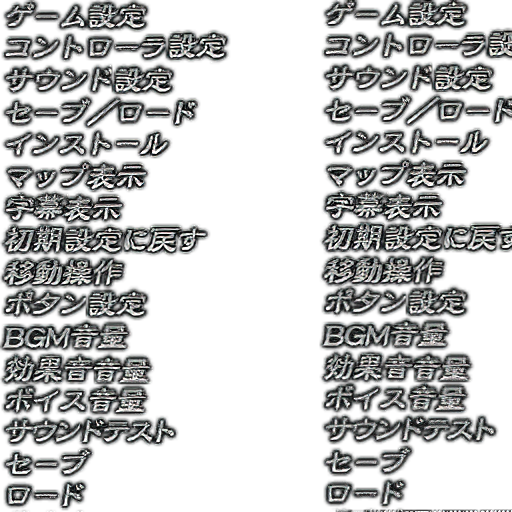 ゲーム設定 ゲーム設定
コントローラ設定 コントローラ設
サウンド設定 サウンド設定
セーブ／ロード セーブ／ロード
インストール インストール
マップ表示 マップ表示
字幕表示 字幕表示
初期設定に戻す 初期設定に戻す
移動操作 移動操作
ボタン設定 ボタン設定
BGM音量 BGM音量
効果音音量 効果音音量
ボイス音量 ボイス音量
サウンドテスト サウンドテスト
セーブ セーブ
ロード ロード